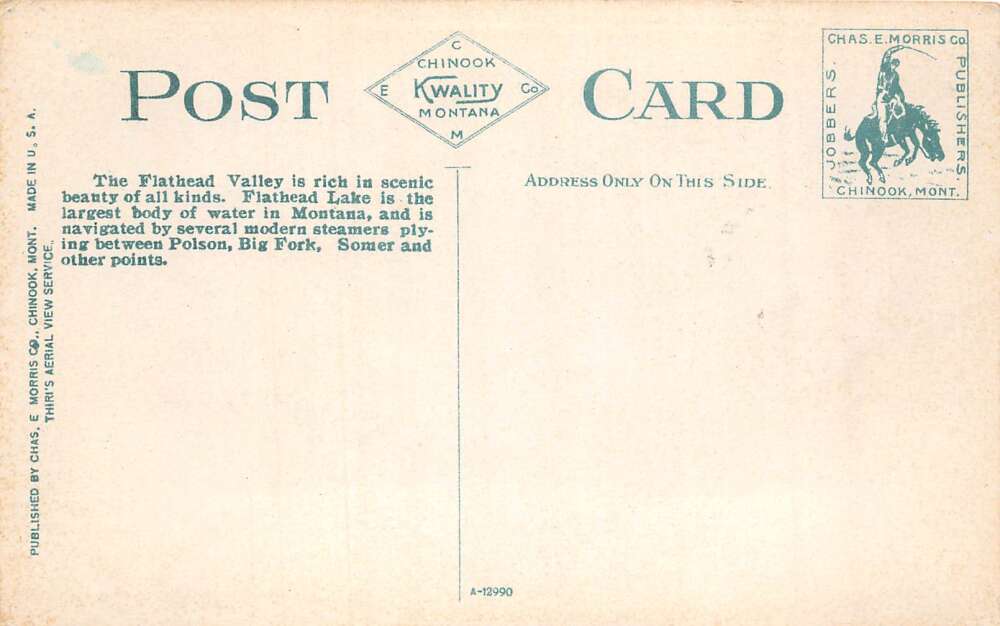 POST CARD
C
CHINOOK
E KWALITY Co
MONTANA
M
CHAS. E. MORRIS Co.
JOBBERS.
PUBLISHERS
CHINOOK, MONT.
The Flathead Valley is rich in scenic
beauty of all kinds. Flathead Lake is the
largest body of water in Montana, and is
navigated by several modern steamers ply-
ing between Polson, Big Fork, Somer and
other points.
ADDRESS ONLY ON THIS SIDE.
PUBLISHED BY CHAS. E MORRIS CO., CHINOOK, MONT. MADE IN U. S. A.
THIRI'S AERIAL VIEW SERVICE.
A-12990